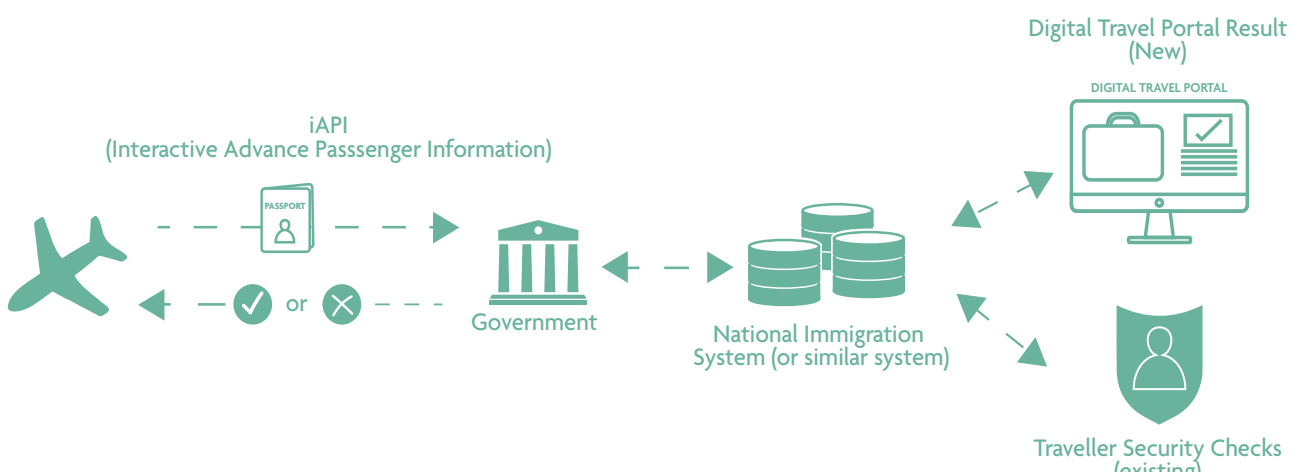 Digital Travel Portal Result
(New)
DIGITAL TRAVEL PORTAL
iAPI
(Interactive Advance Passsenger Information)
PASSPORT
or
Government
National Immigration
System (or similar system)
Traveller Security Checks
(existing)